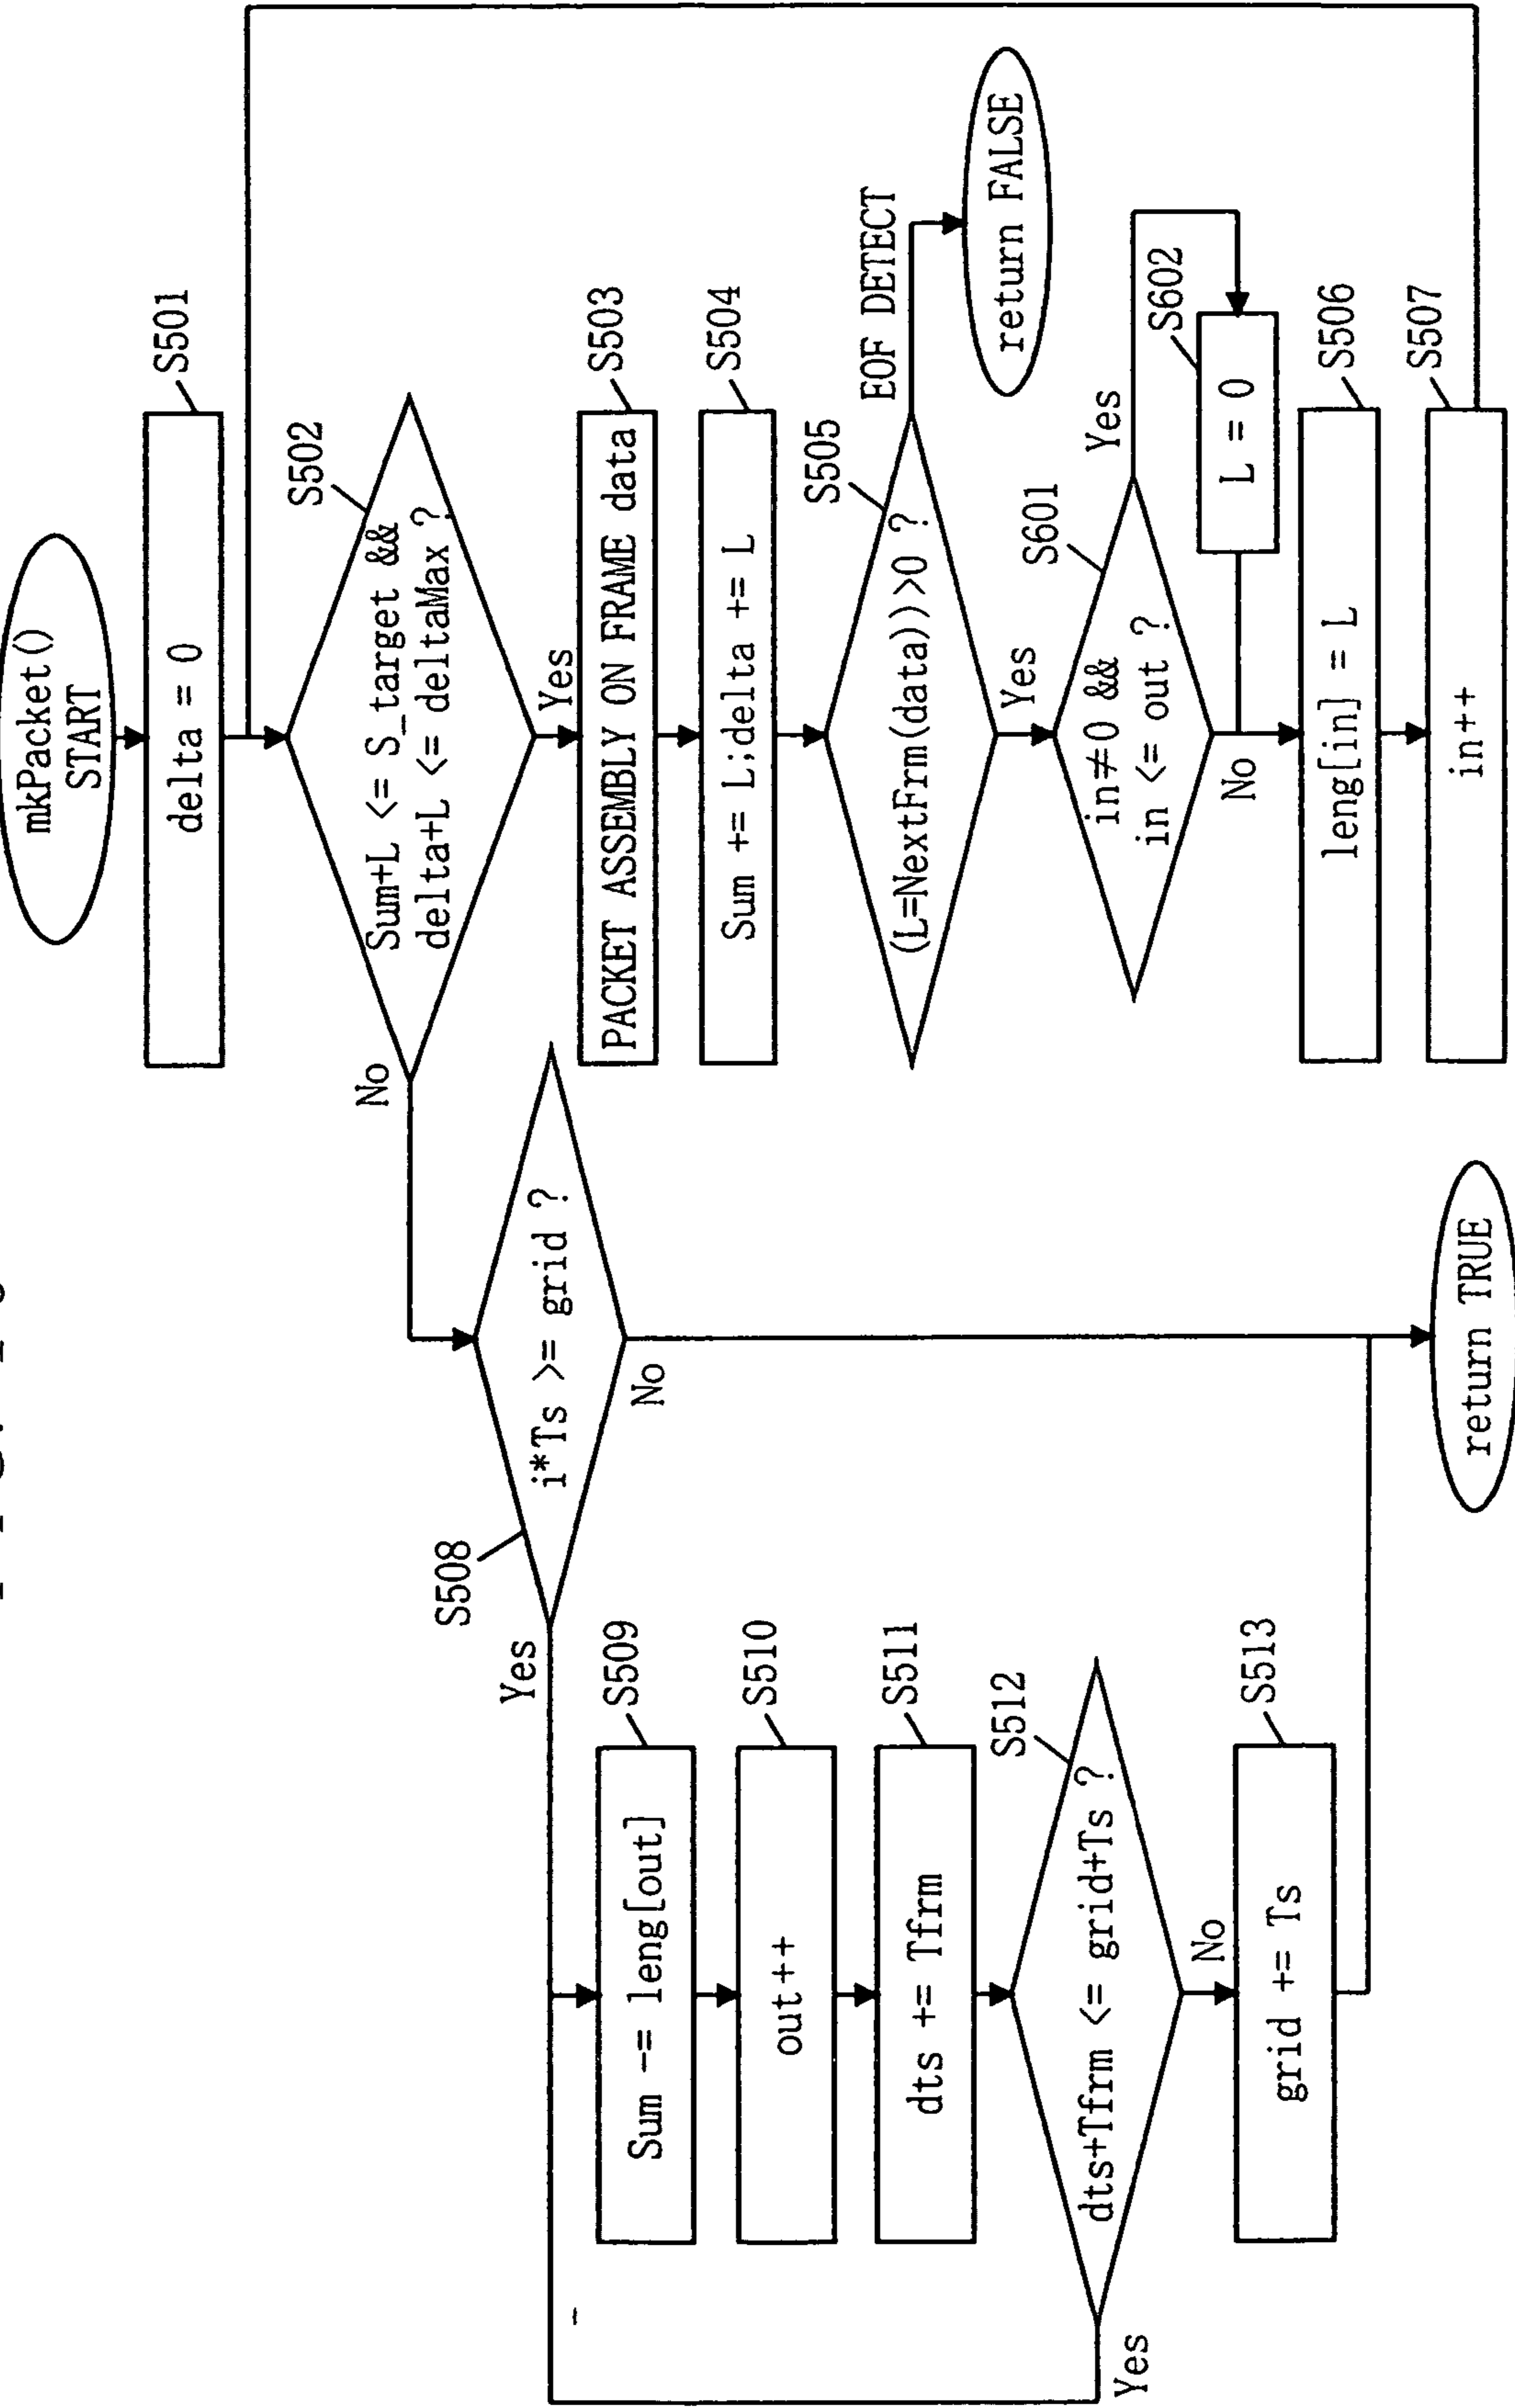 mkPacket()
START
S501
delta = 0
S502
Sum+L <= S_target &&
delta+L <= deltaMax ?
No
Yes
S503
PACKET ASSEMBLY ON FRAME data
S504
Sum += L;delta += L
S505
(L=NextFrm(data))>0 ?
EOF DETECT
return FALSE
Yes
S601
in≠0 &&
in <= out ?
Yes
No
S602
L = 0
S506
leng[in] = L
S507
in++
S508
i*Ts >= grid ?
Yes
No
S509
Sum -= leng[out]
S510
out++
S511
dts += Tfrm
S512
dts+Tfrm <= grid+Ts ?
Yes
No
S513
grid += Ts
return TRUE